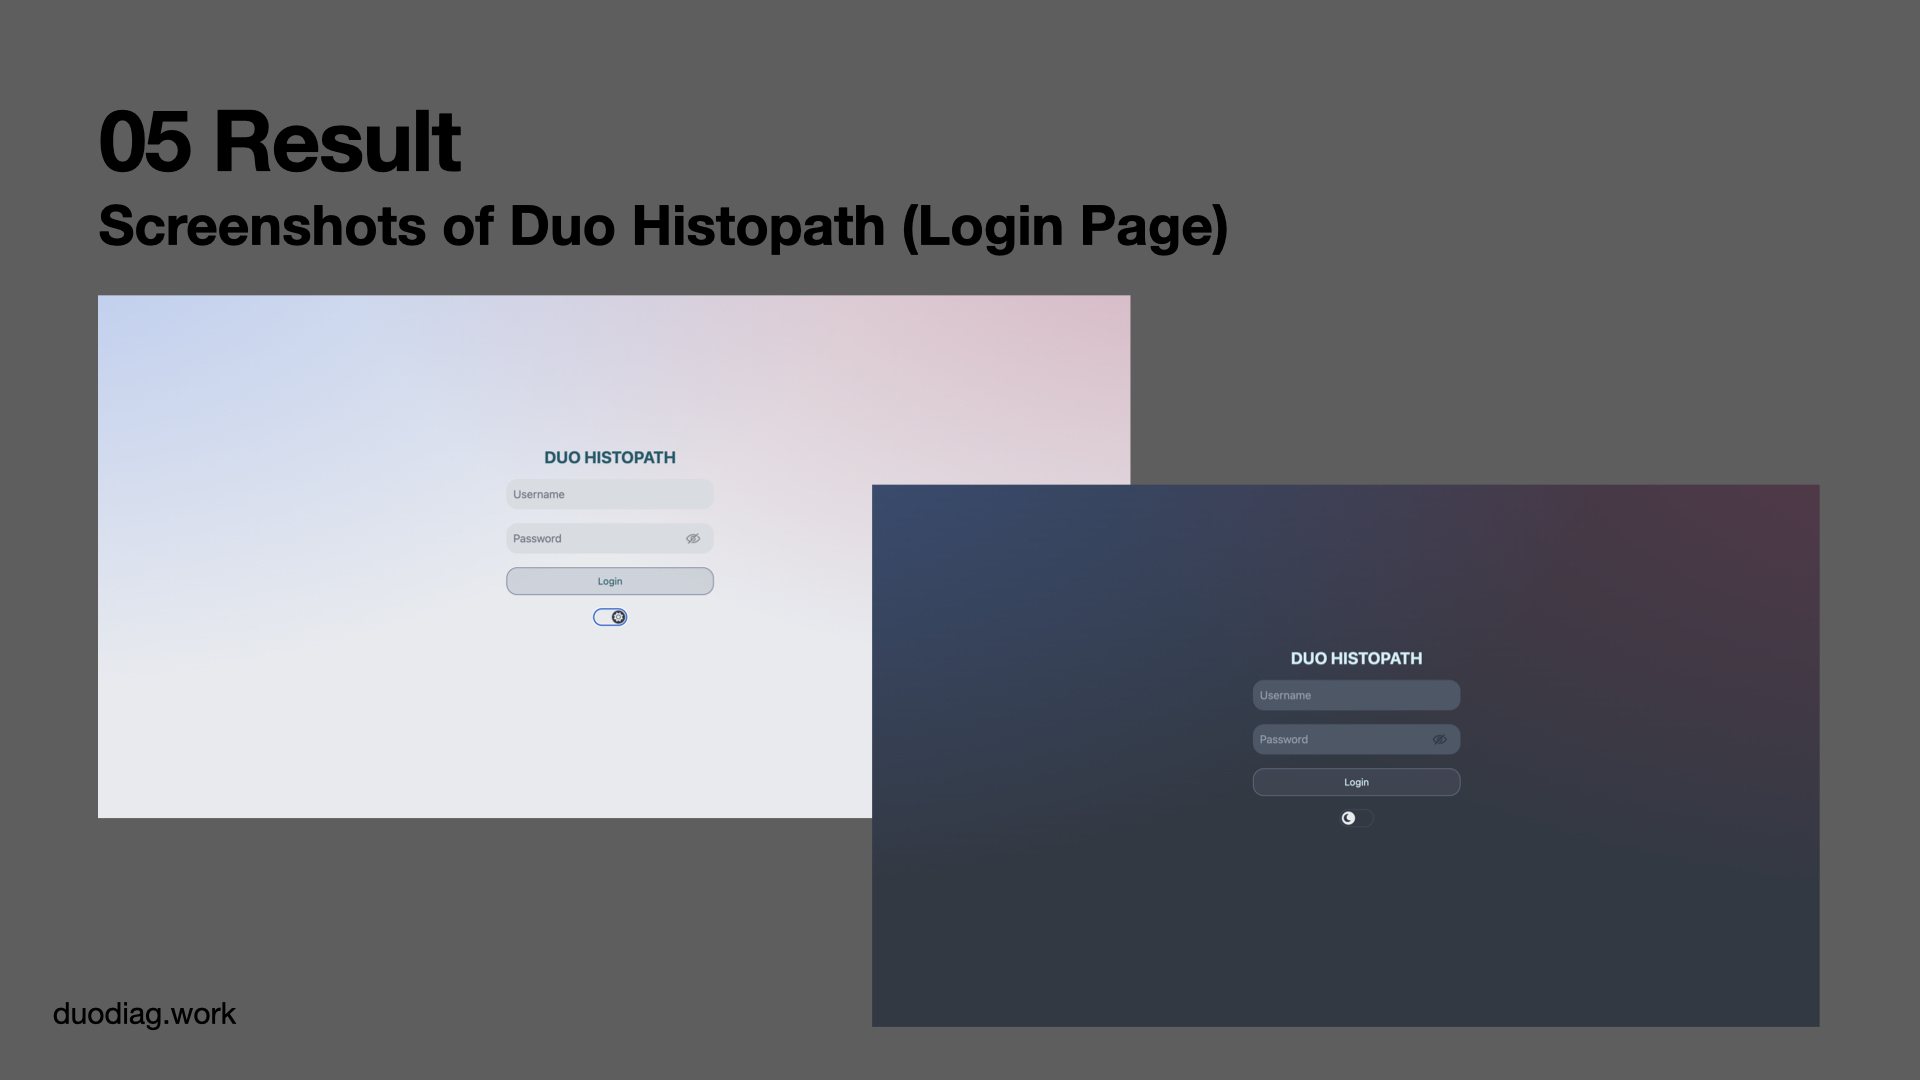 05 Result
Screenshots of Duo Histopath (Login Page)
DUO HISTOPATH
Username
Password
Login
DUO HISTOPATH
Username
Password
Login
duodiag.work